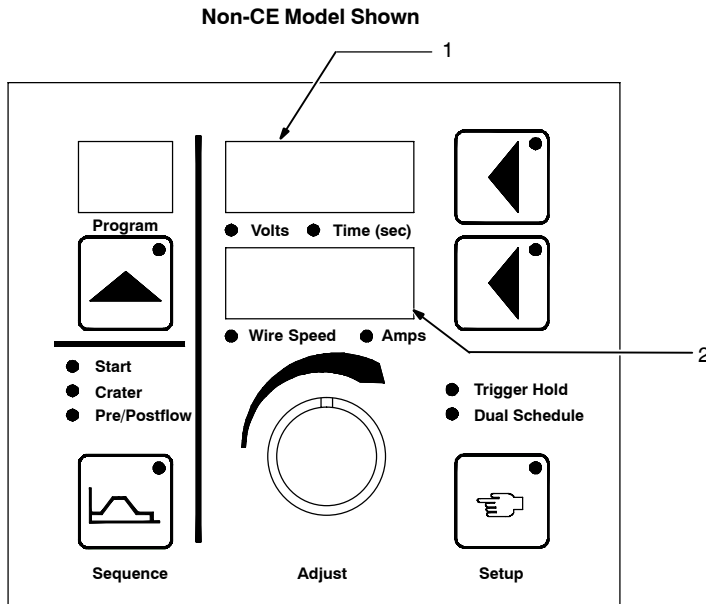 Non-CE Model Shown
1
Program
Volts Time (sec)
Wire Speed Amps
2
Start
Crater
Pre/Postflow
Trigger Hold
Dual Schedule
Sequence
Adjust
Setup